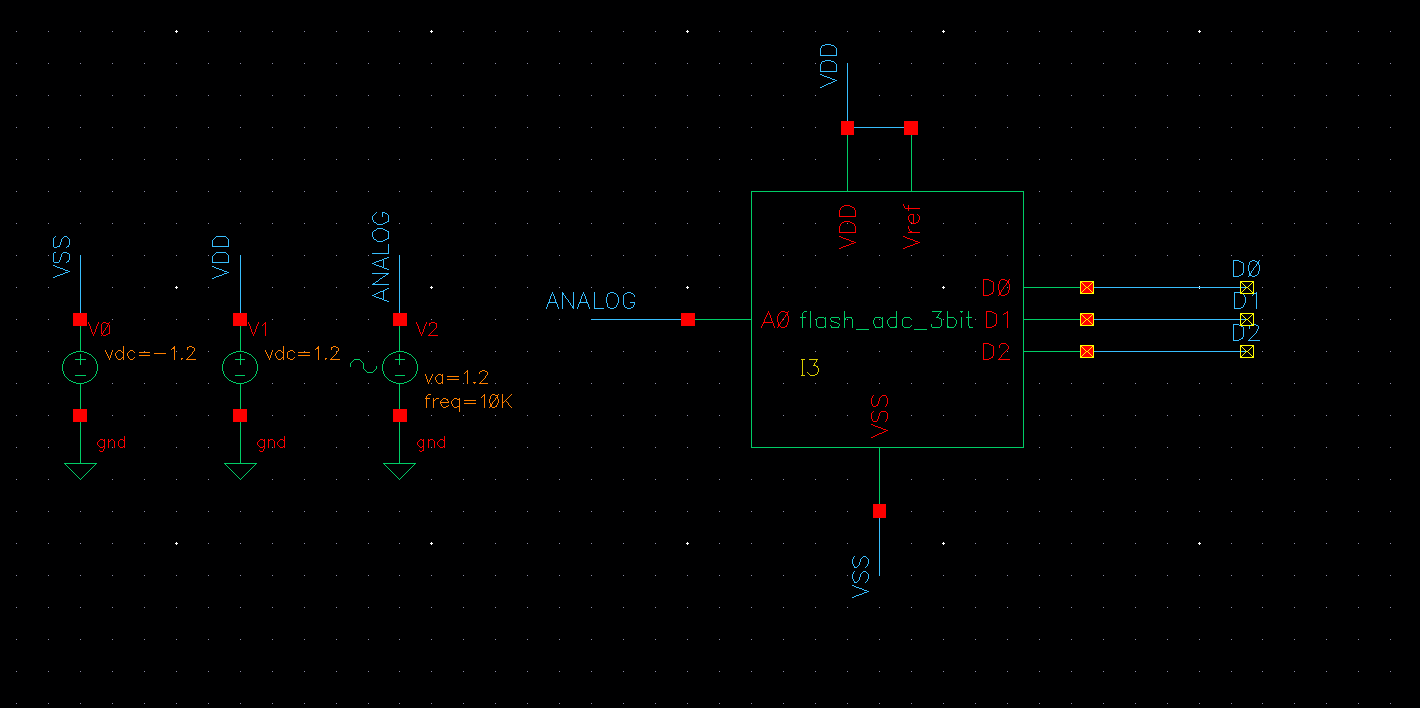 VSS
V0
vdc=-1.2
gnd
VDD
V1
vdc=1.2
gnd
ANALOG
V2
va=1.2
freq=10K
gnd
ANALOG
VDD
VDD
Vref
A0
flash_adc_3bit
I3
D0
D1
D2
VSS
VSS
D0
D1
D2